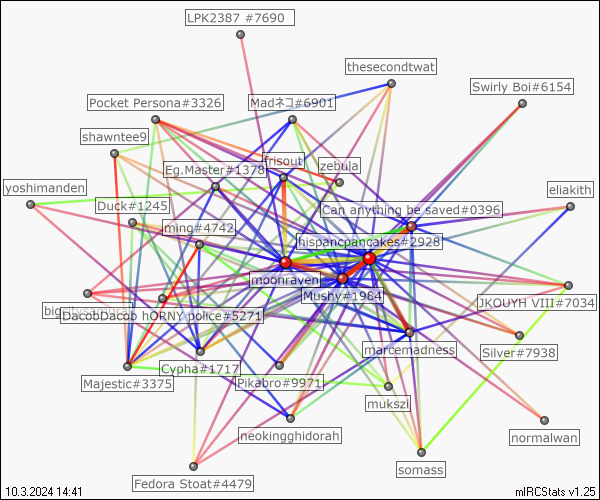 LPK2387 #7690
thesecondtwat
Swirly Boi#6154
Pocket Persona#3326
Madネコ#6901
shawntee9
frisout
zebula
Eg.Master#1378
yoshimanden
eliakith
Duck#1245
Can anything be saved#0396
ming#4742
hispancpancakes#2928
moonraven
Mushy#1984
JKOUYH VIII#7034
DacobDacob hORNY police#5271
marcemadness
Silver#7938
Cypha#1717
Majestic#3375
Pikabro#9971
mukszi
neokingghidorah
normalwan
somass
Fedora Stoat#4479
10.3.2024 14:41
mIRCStats v1.25